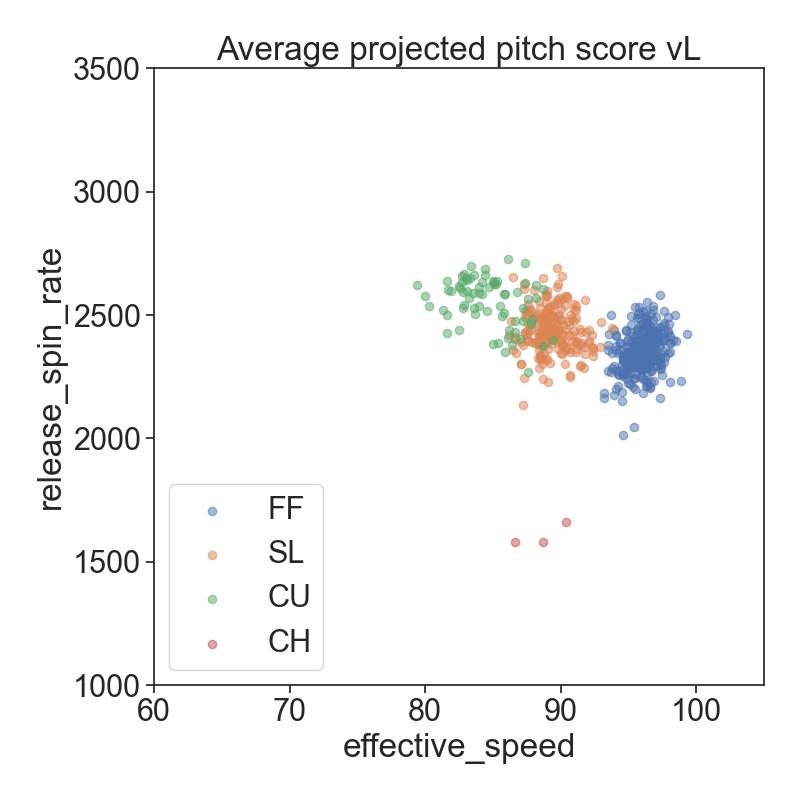 Average projected pitch score vL
3500
3000
2500
2000
1500
1000
release_spin_rate
FF
SL
CU
CH
60
70
80
90
100
effective_speed